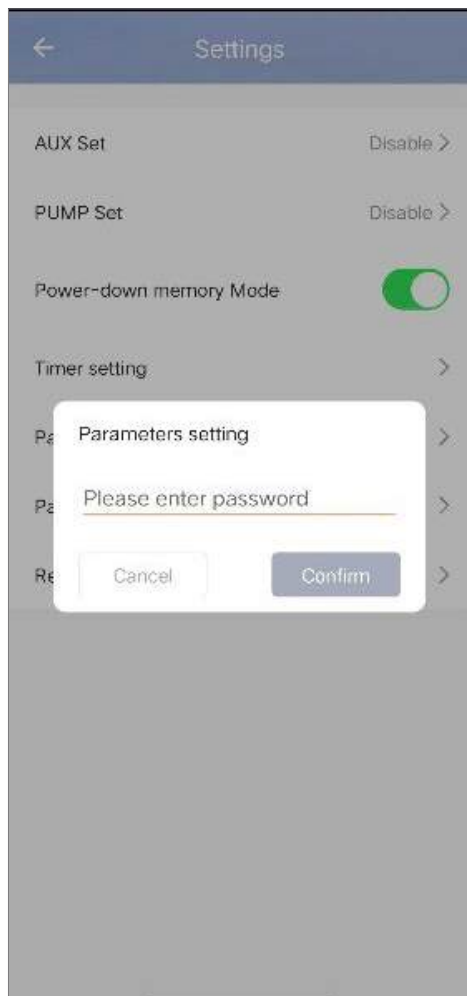 Settings
AUX Set Disable
PUMP Set Disable
Power-down memory Mode
Timer setting
Parameters setting
Please enter password
Cancel Confirm